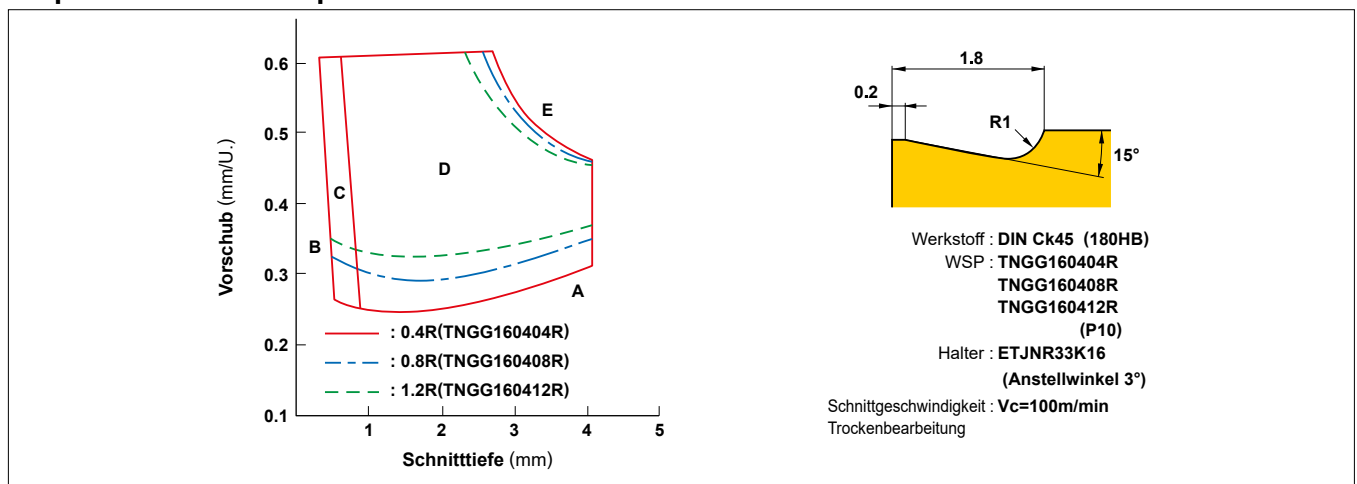 0.6
0.5
0.4
0.3
0.2
0.1
Vorschub (mm/U.)
E
D
C
B
A
: 0.4R(TNGG160404R)
: 0.8R(TNGG160408R)
: 1.2R(TNGG160412R)
1 2 3 4 5
Schnitttiefe (mm)
1.8
0.2
R1
15°
Werkstoff : DIN Ck45 (180HB)
WSP : TNGG160404R
TNGG160408R
TNGG160412R
(P10)
Halter : ETJNR33K16
(Anstellwinkel 3°)
Schnittgeschwindigkeit : Vc=100m/min
Trockenbearbeitung